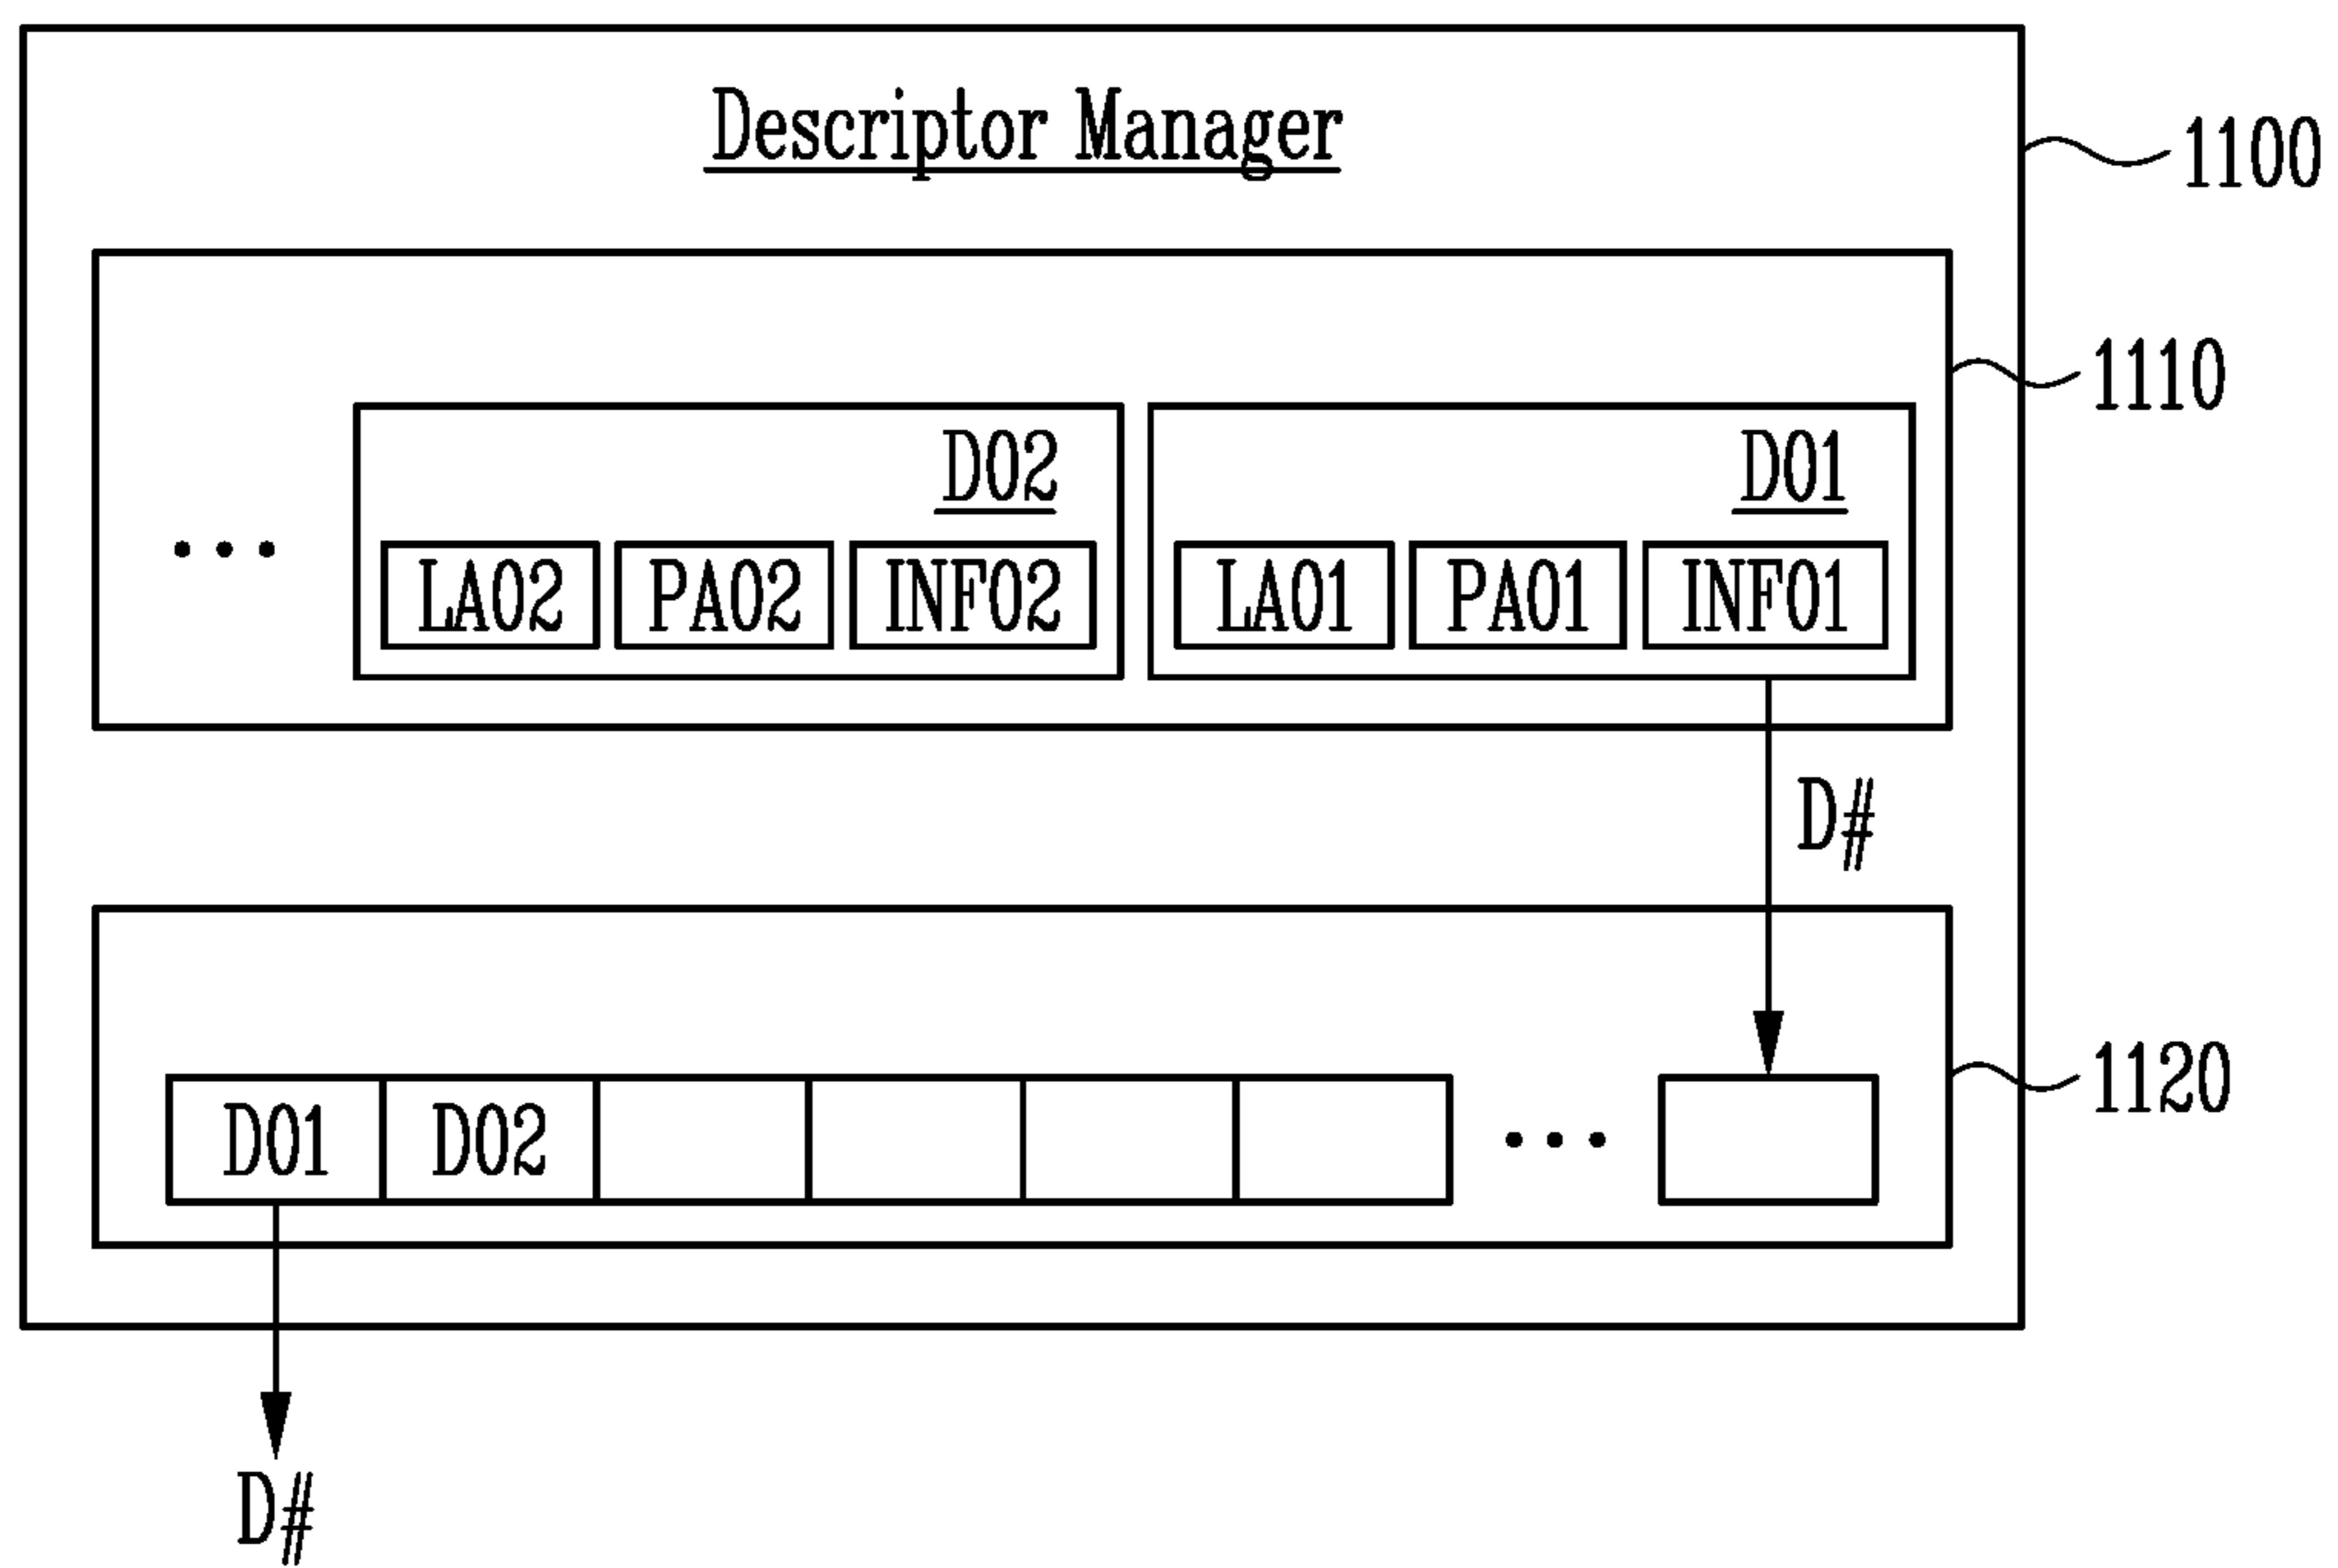 Descriptor Manager
1100
1110
D02 D01
... LA02 PA02 INF02 LA01 PA01 INF01
D#
1120
D01 D02 ...
D#